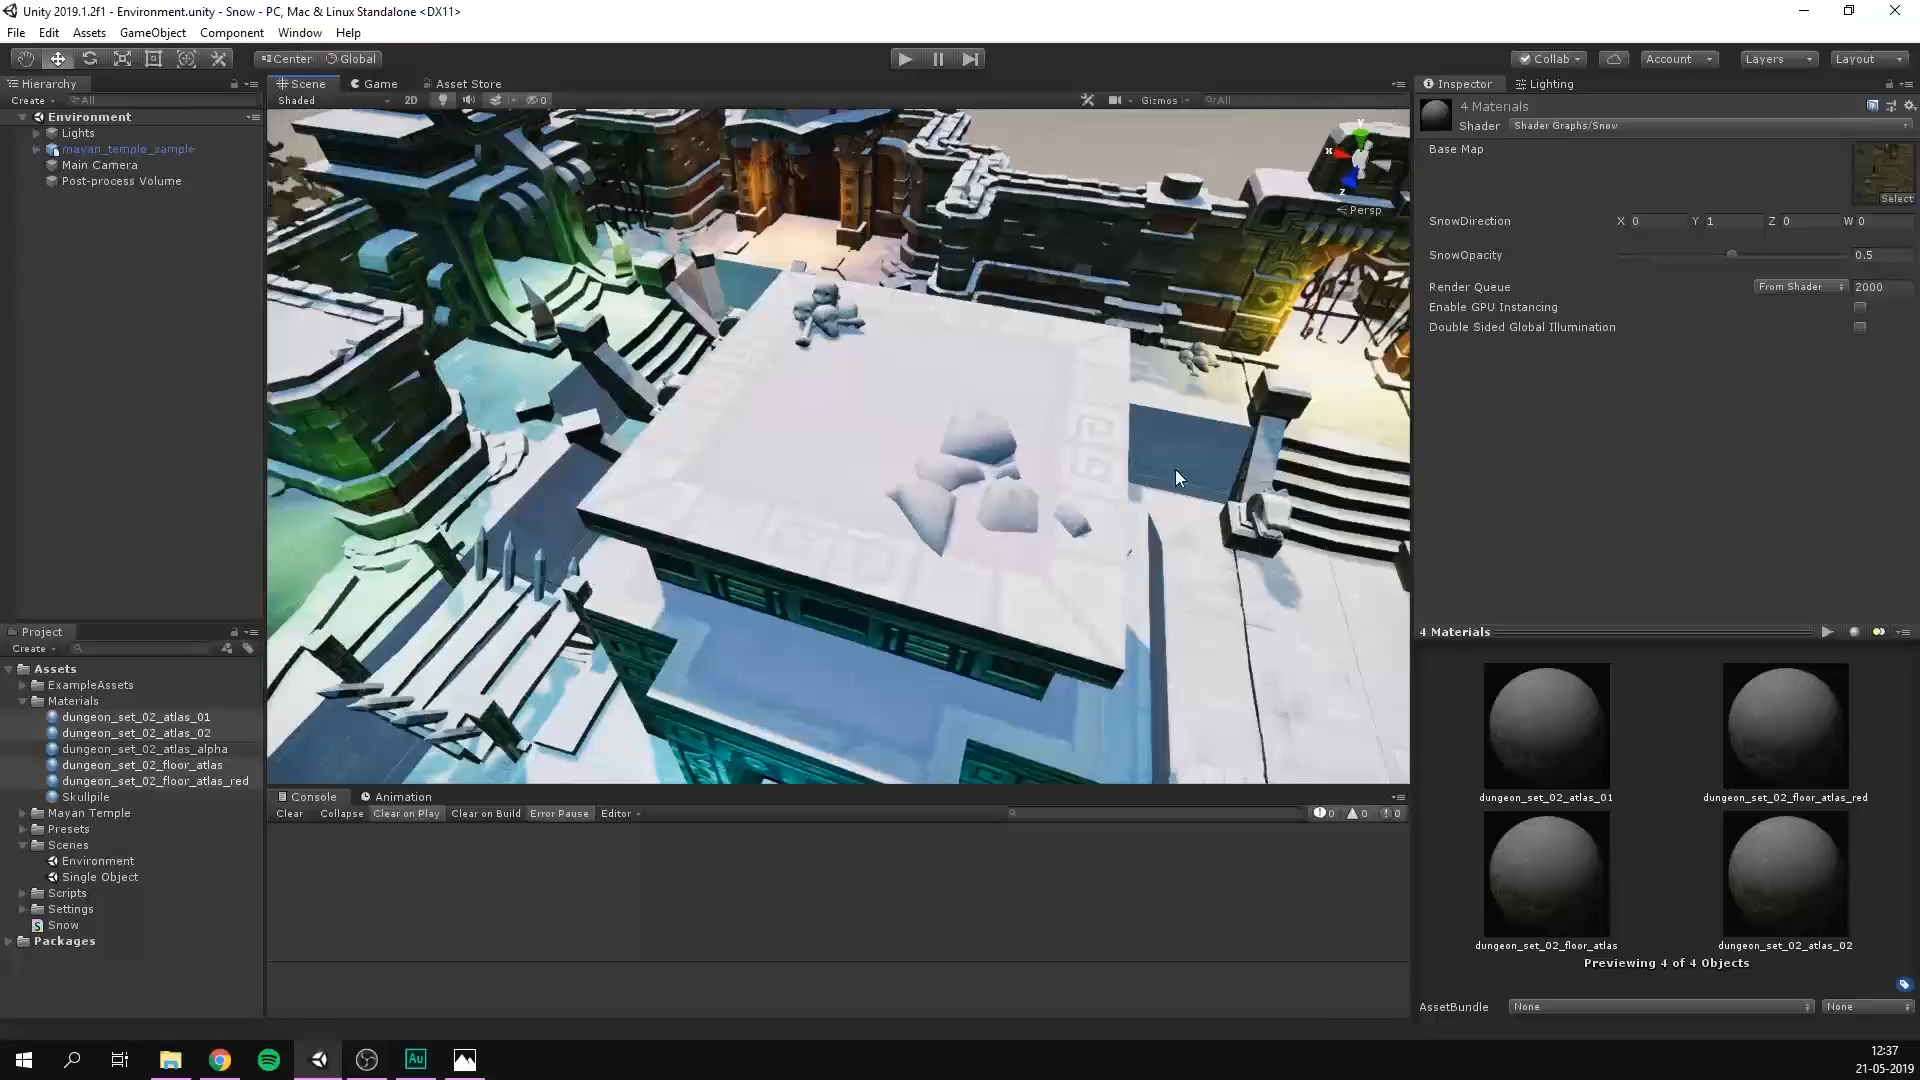 Unity 2019.1.2f1 - Environment.unity - Snow - PC, Mac & Linux Standalone <DX11>
File Edit Assets GameObject Component Window Help
Center Global Collab Account Layers Layout
Hierarchy
Create All
Environment
Lights
mayan_temple_sample
Main Camera
Post-process Volume
Scene Game Asset Store
Shaded 2D 0 Gizmos All
y
x
z
Persp
Inspector Lighting
4 Materials
Shader Shader Graphs/Snow
Base Map
Select
SnowDirection X 0 Y 1 Z 0 W 0
SnowOpacity 0.5
Render Queue From Shader 2000
Enable GPU Instancing
Double Sided Global Illumination
Project
Create
Assets
ExampleAssets
Materials
dungeon_set_02_atlas_01
dungeon_set_02_atlas_02
dungeon_set_02_atlas_alpha
dungeon_set_02_floor_atlas
dungeon_set_02_floor_atlas_red
Skullpile
Mayan Temple
Presets
Scenes
Environment
Single Object
Scripts
Settings
Snow
Packages
Console Animation
Clear Collapse Clear on Play Clear on Build Error Pause Editor 0 0 0
4 Materials
dungeon_set_02_atlas_01 dungeon_set_02_floor_atlas_red
dungeon_set_02_floor_atlas dungeon_set_02_atlas_02
Previewing 4 of 4 Objects
AssetBundle None None
Au
12:37
21-05-2019